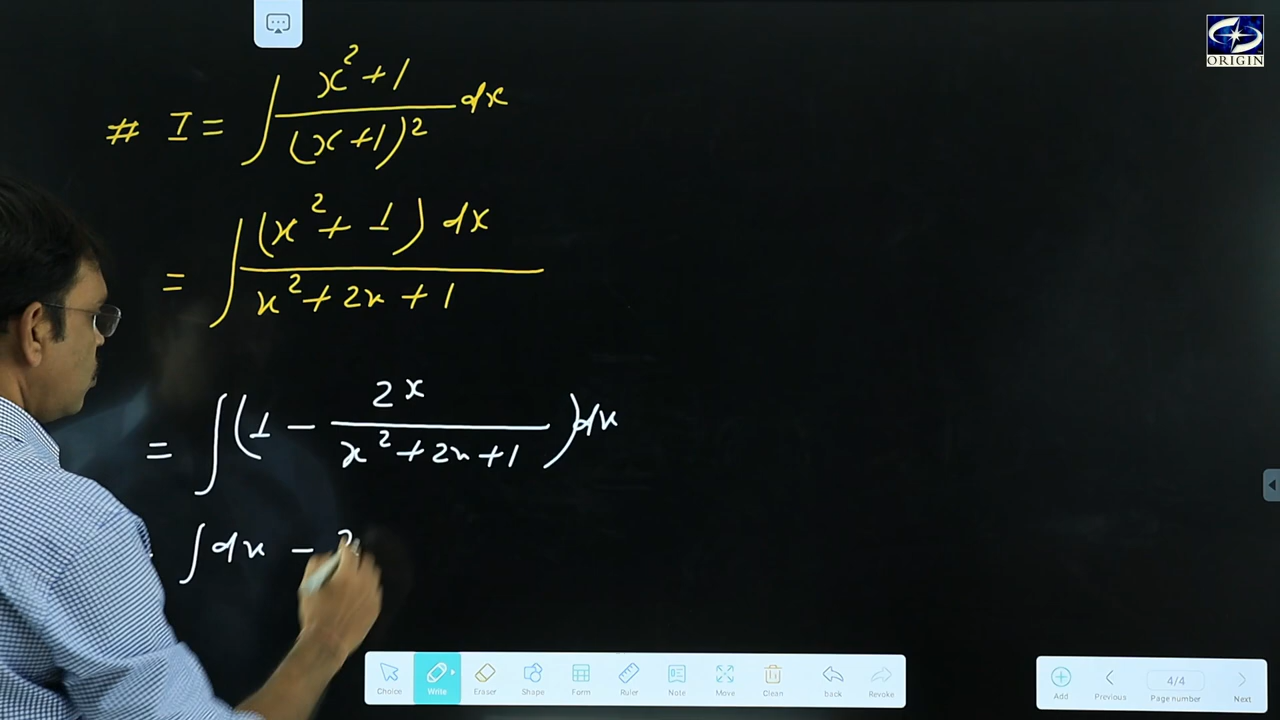 ORIGIN
# I = ∫ x²+1 / (x+1)² dx
= ∫ (x²+1) dx / x²+2x+1
= ∫ (1 − 2x / x²+2x+1) dx
∫ dx − 2
Choice Write Eraser Shape Form Ruler Note Move Clean back Revoke
Add Previous 4/4 Page number Next